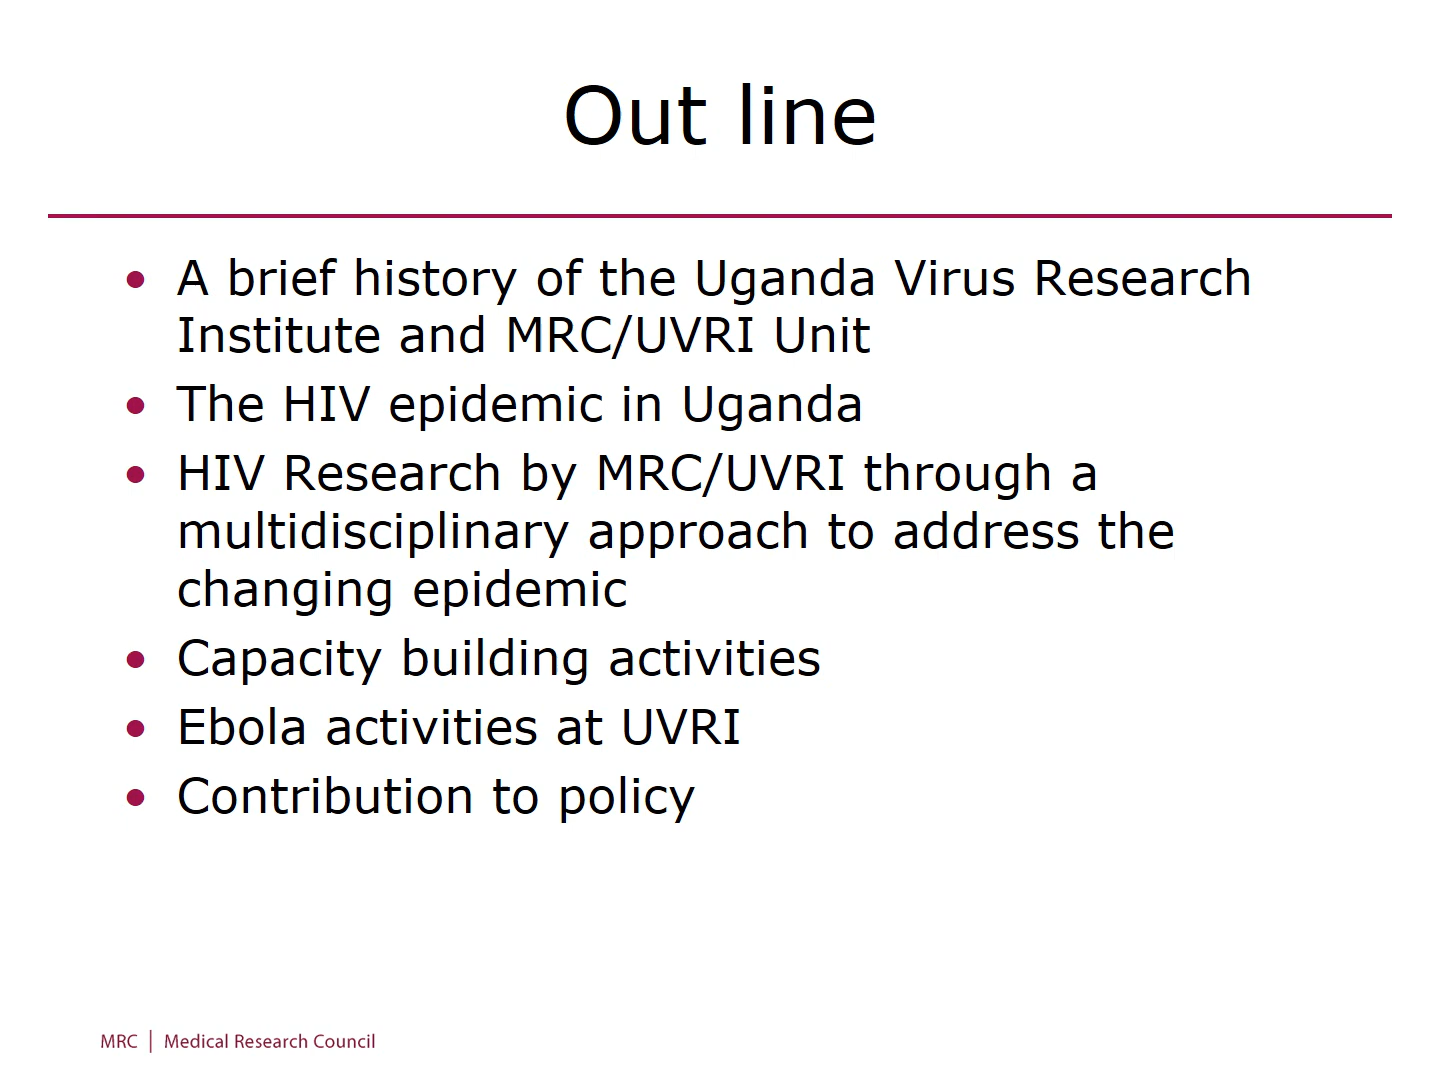 Out line
• A brief history of the Uganda Virus Research
Institute and MRC/UVRI Unit
• The HIV epidemic in Uganda
• HIV Research by MRC/UVRI through a
multidisciplinary approach to address the
changing epidemic
• Capacity building activities
• Ebola activities at UVRI
• Contribution to policy
MRC | Medical Research Council